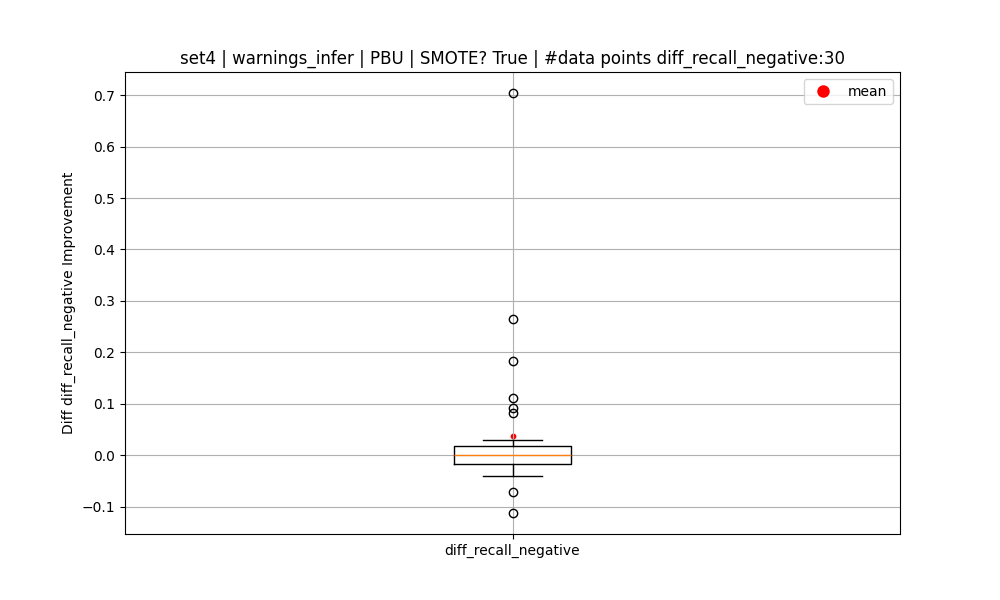 set4 | warnings_infer | PBU | SMOTE? True | #data points diff_recall_negative:30
mean
0.7
0.6
0.5
0.4
0.3
0.2
0.1
0.0
−0.1
Diff diff_recall_negative Improvement
diff_recall_negative